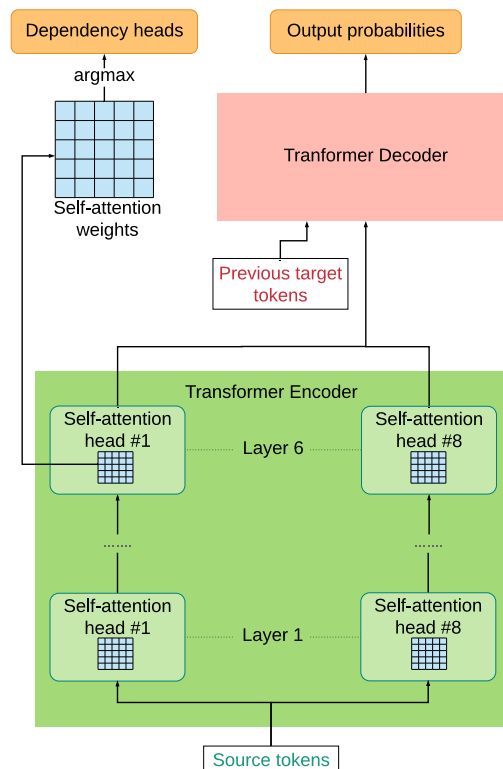 Dependency heads
Output probabilities
argmax
Tranformer Decoder
Self-attention
weights
Previous target
tokens
Transformer Encoder
Self-attention
head #1
Layer 6
Self-attention
head #8
.......
.......
Self-attention
head #1
Layer 1
Self-attention
head #8
Source tokens